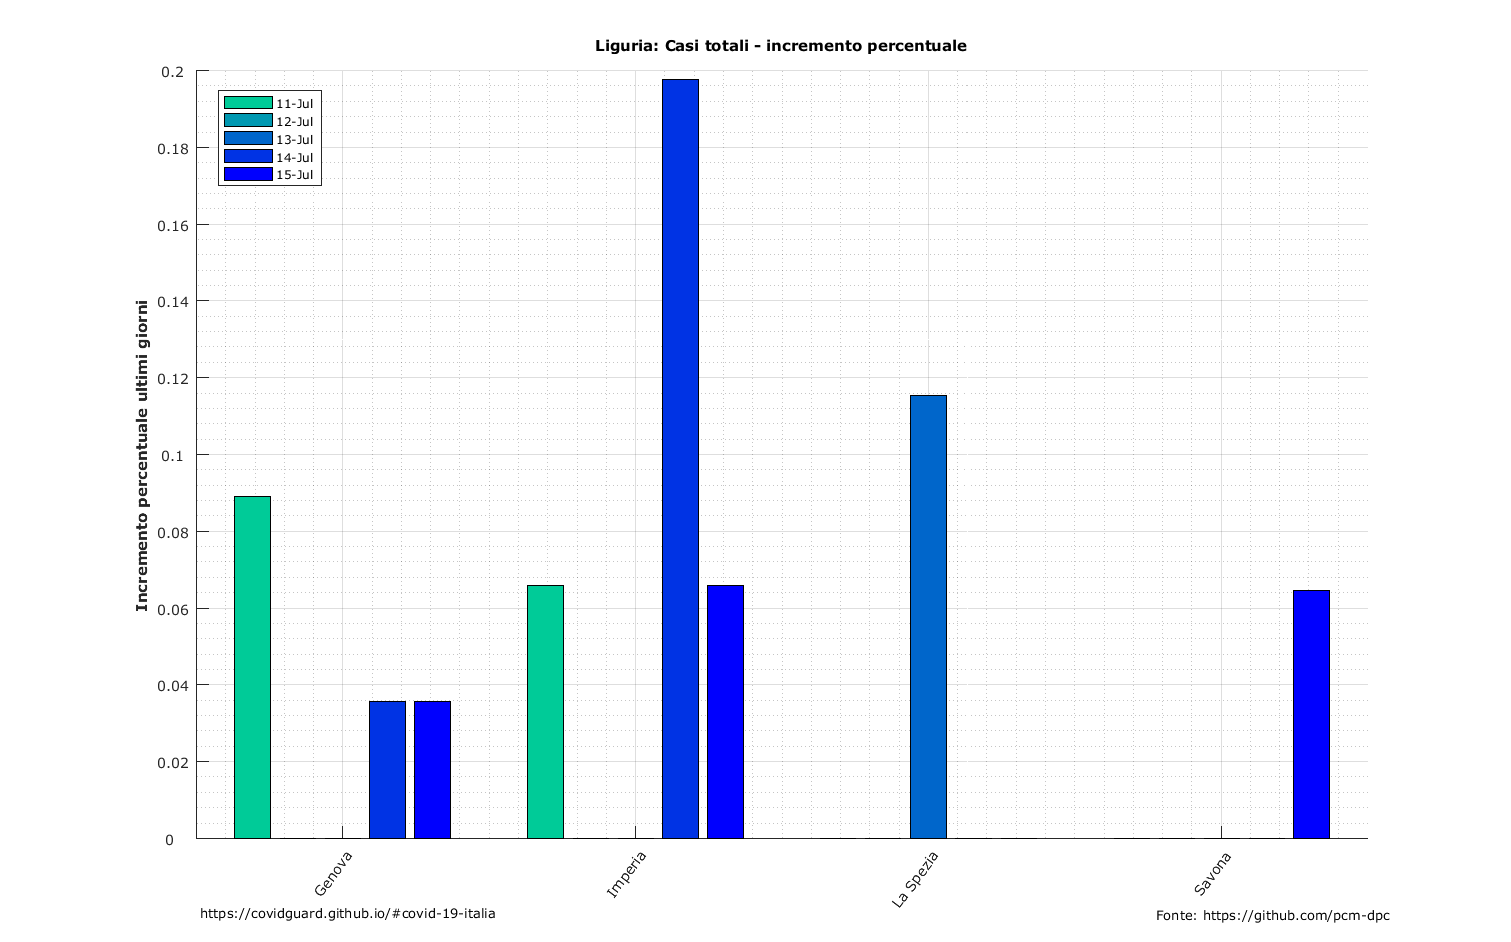 Liguria: Casi totali - incremento percentuale
0.2
0.18
0.16
0.14
0.12
0.1
0.08
0.06
0.04
0.02
0
Incremento percentuale ultimi giorni
11-Jul
12-Jul
13-Jul
14-Jul
15-Jul
Genova
Imperia
La Spezia
Savona
https://covidguard.github.io/#covid-19-italia
Fonte: https://github.com/pcm-dpc